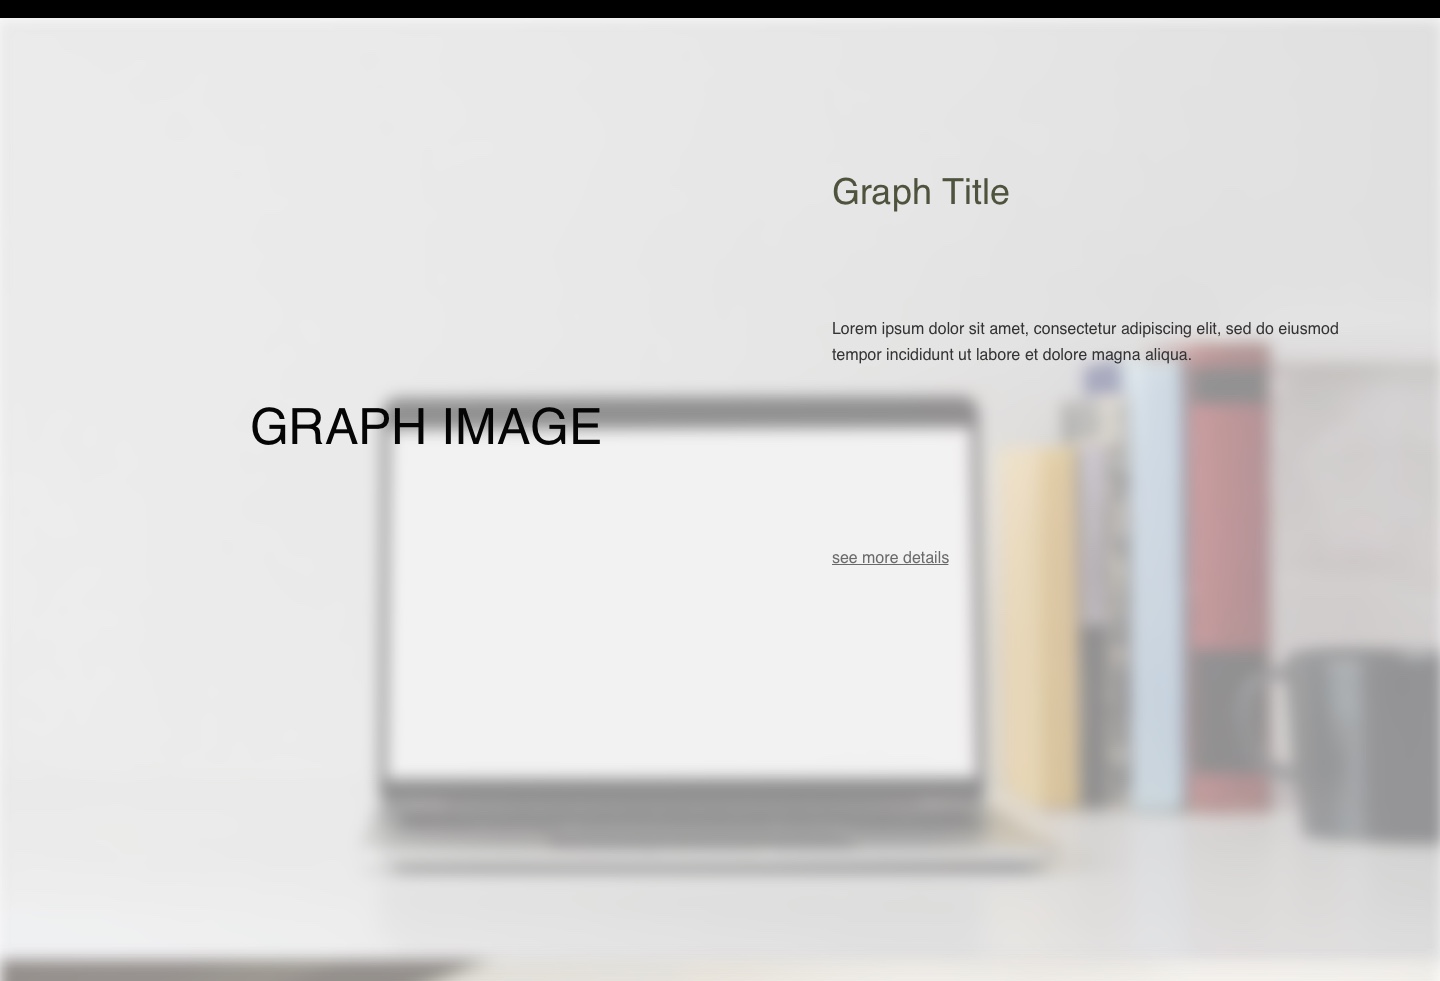 Graph Title
Lorem ipsum dolor sit amet, consectetur adipiscing elit, sed do eiusmod
tempor incididunt ut labore et dolore magna aliqua.
GRAPH IMAGE
see more details